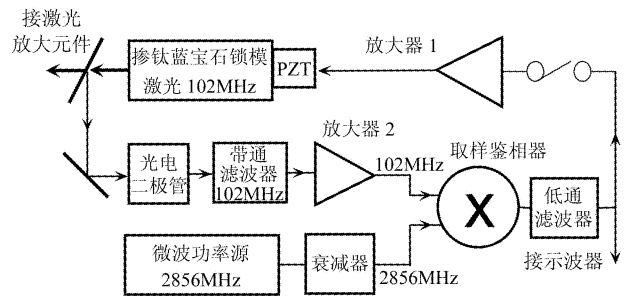 接激光
放大元件
掺钛蓝宝石锁模
激光 102MHz
PZT
放大器 1
光电
二极管
带通
滤波器
102MHz
放大器 2
102MHz
取样鉴相器
X
低通
滤波器
微波功率源
2856MHz
衰减器
2856MHz
接示波器